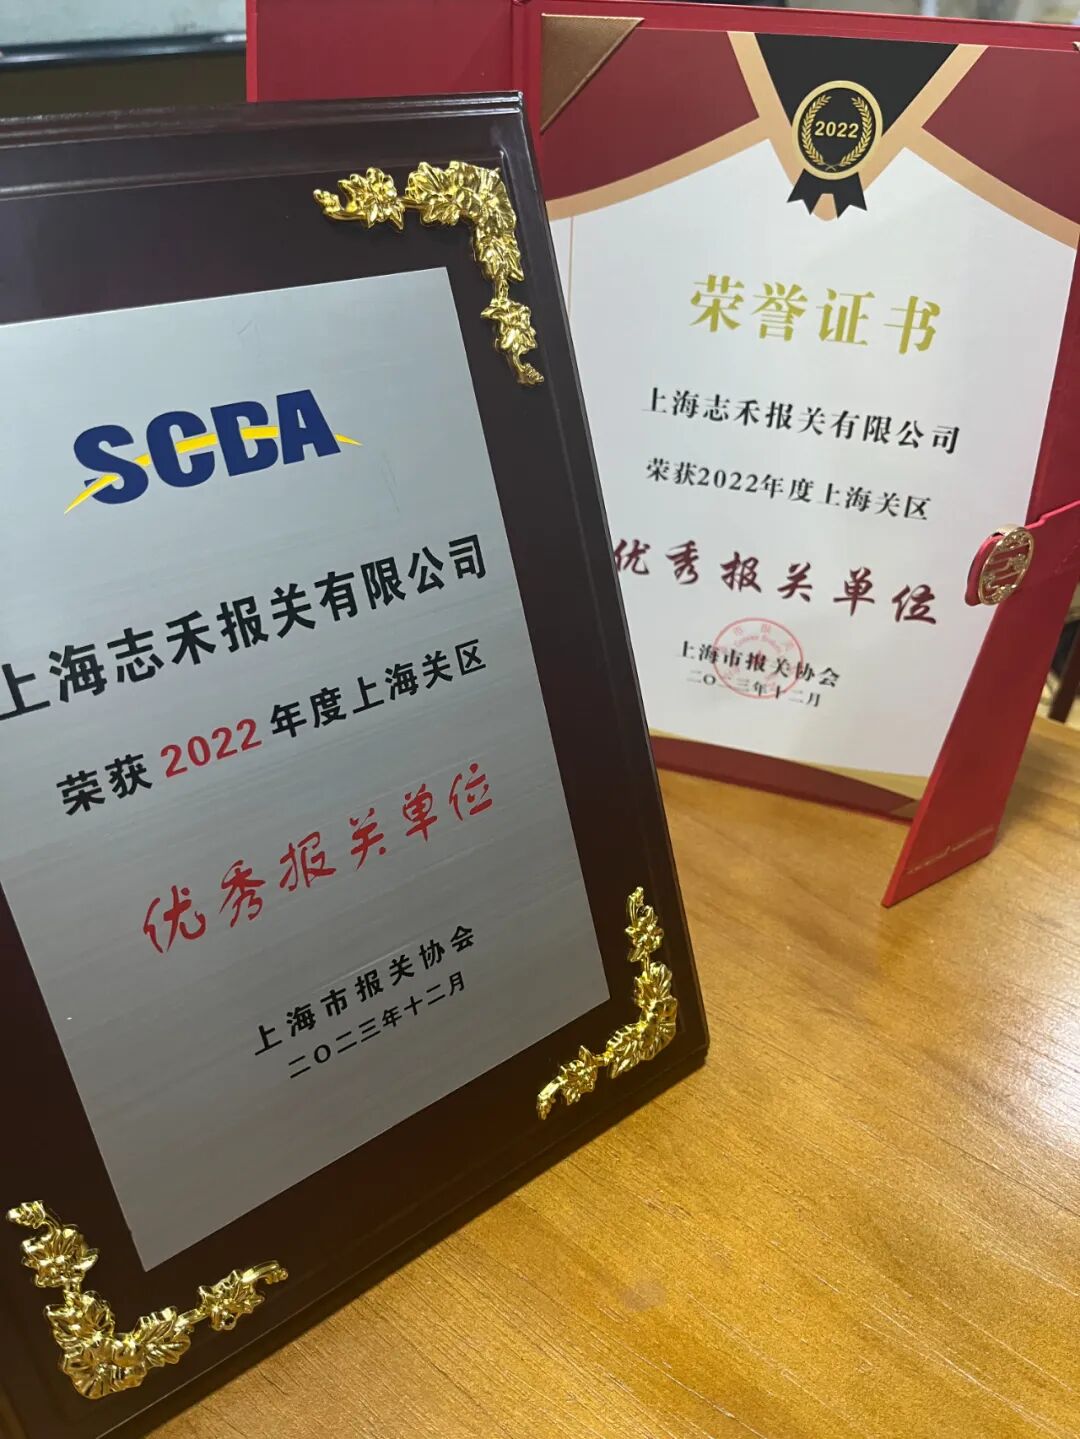 SCBA
上海志禾报关有限公司
荣获2022年度上海关区
优秀报关单位
上海市报关协会
二〇二三年十二月
2022
荣誉证书
上海志禾报关有限公司
荣获2022年度上海关区
优秀报关单位
上海市报关协会
二〇二三年十二月